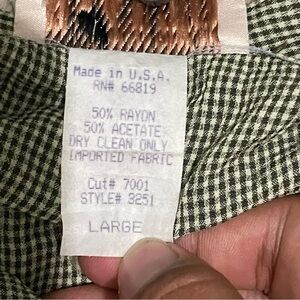 Made in U.S.A.
RN# 66819
50% RAYON
50% ACETATE
DRY CLEAN ONLY
IMPORTED FABRIC
Cut# 7001
STYLE# 3251
LARGE